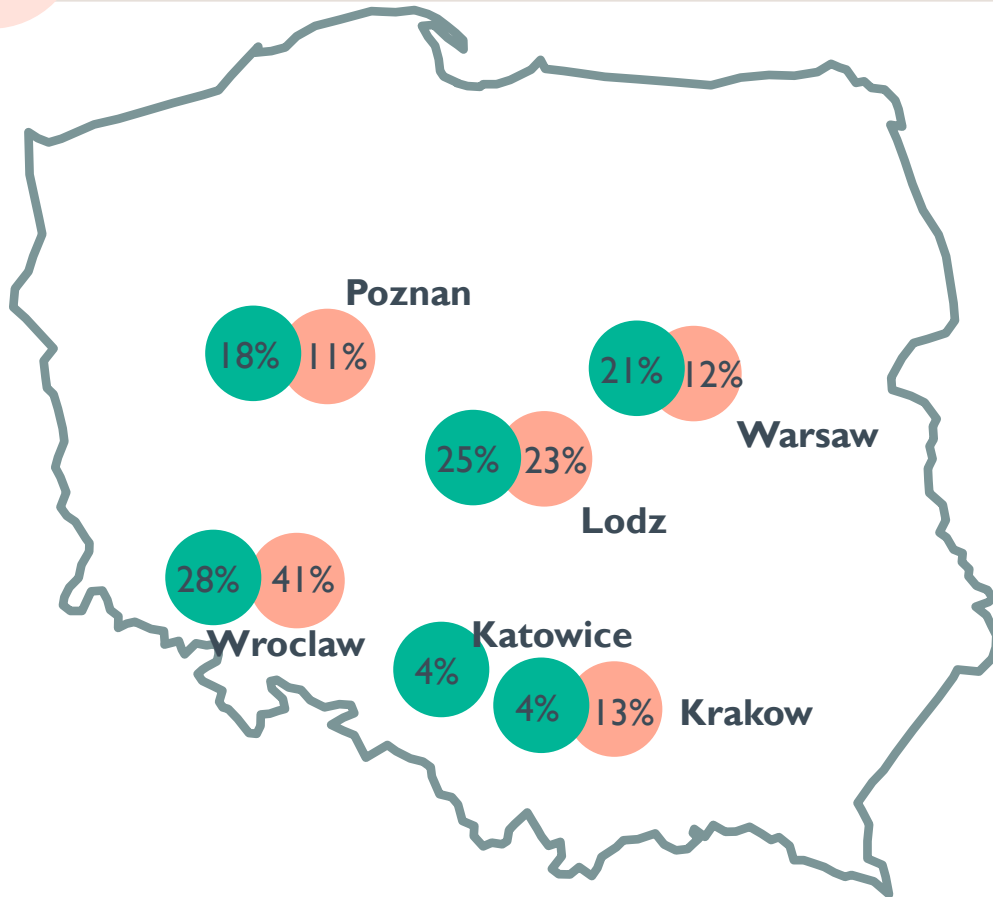 Poznan
18% 11%
21% 12%
Warsaw
25% 23%
Lodz
28% 41%
Wroclaw
Katowice
4%
4% 13% Krakow